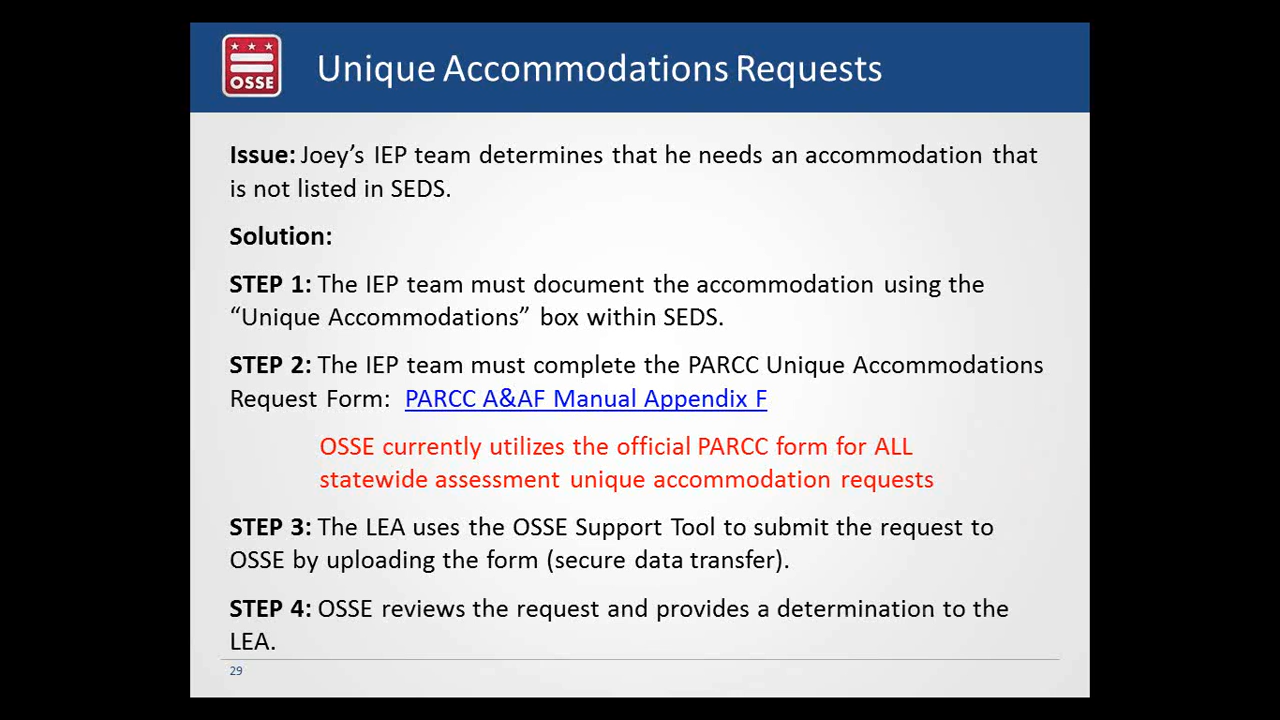 OSSE
Unique Accommodations Requests
Issue: Joey’s IEP team determines that he needs an accommodation that
is not listed in SEDS.
Solution:
STEP 1: The IEP team must document the accommodation using the
“Unique Accommodations” box within SEDS.
STEP 2: The IEP team must complete the PARCC Unique Accommodations
Request Form: PARCC A&AF Manual Appendix F
OSSE currently utilizes the official PARCC form for ALL
statewide assessment unique accommodation requests
STEP 3: The LEA uses the OSSE Support Tool to submit the request to
OSSE by uploading the form (secure data transfer).
STEP 4: OSSE reviews the request and provides a determination to the
LEA.
29